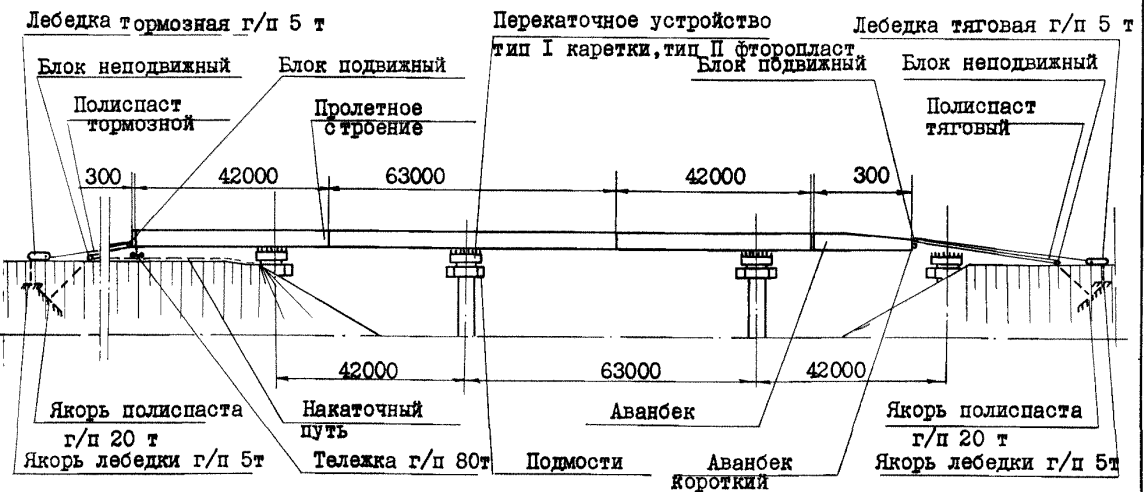 Лебедка тормозная г/п 5 т
Перекаточное устройство
тип I каретки, тип П фторопласт
Лебедка тяговая г/п 5 т
Блок неподвижный
Блок подвижный
Блок подвижный
Блок неподвижный
Полиспаст
тормозной
Пролетное
строение
Полиспаст
тяговый
300
42000
63000
42000
300
42000
63000
42000
Якорь полиспаста
г/п 20 т
Якорь лебедки г/п 5т
Накаточный
путь
Тележка г/п 80т
Подмости
Аванбек
Аванбек
короткий
Якорь полиспаста
г/п 20 т
Якорь лебедки г/п 5т